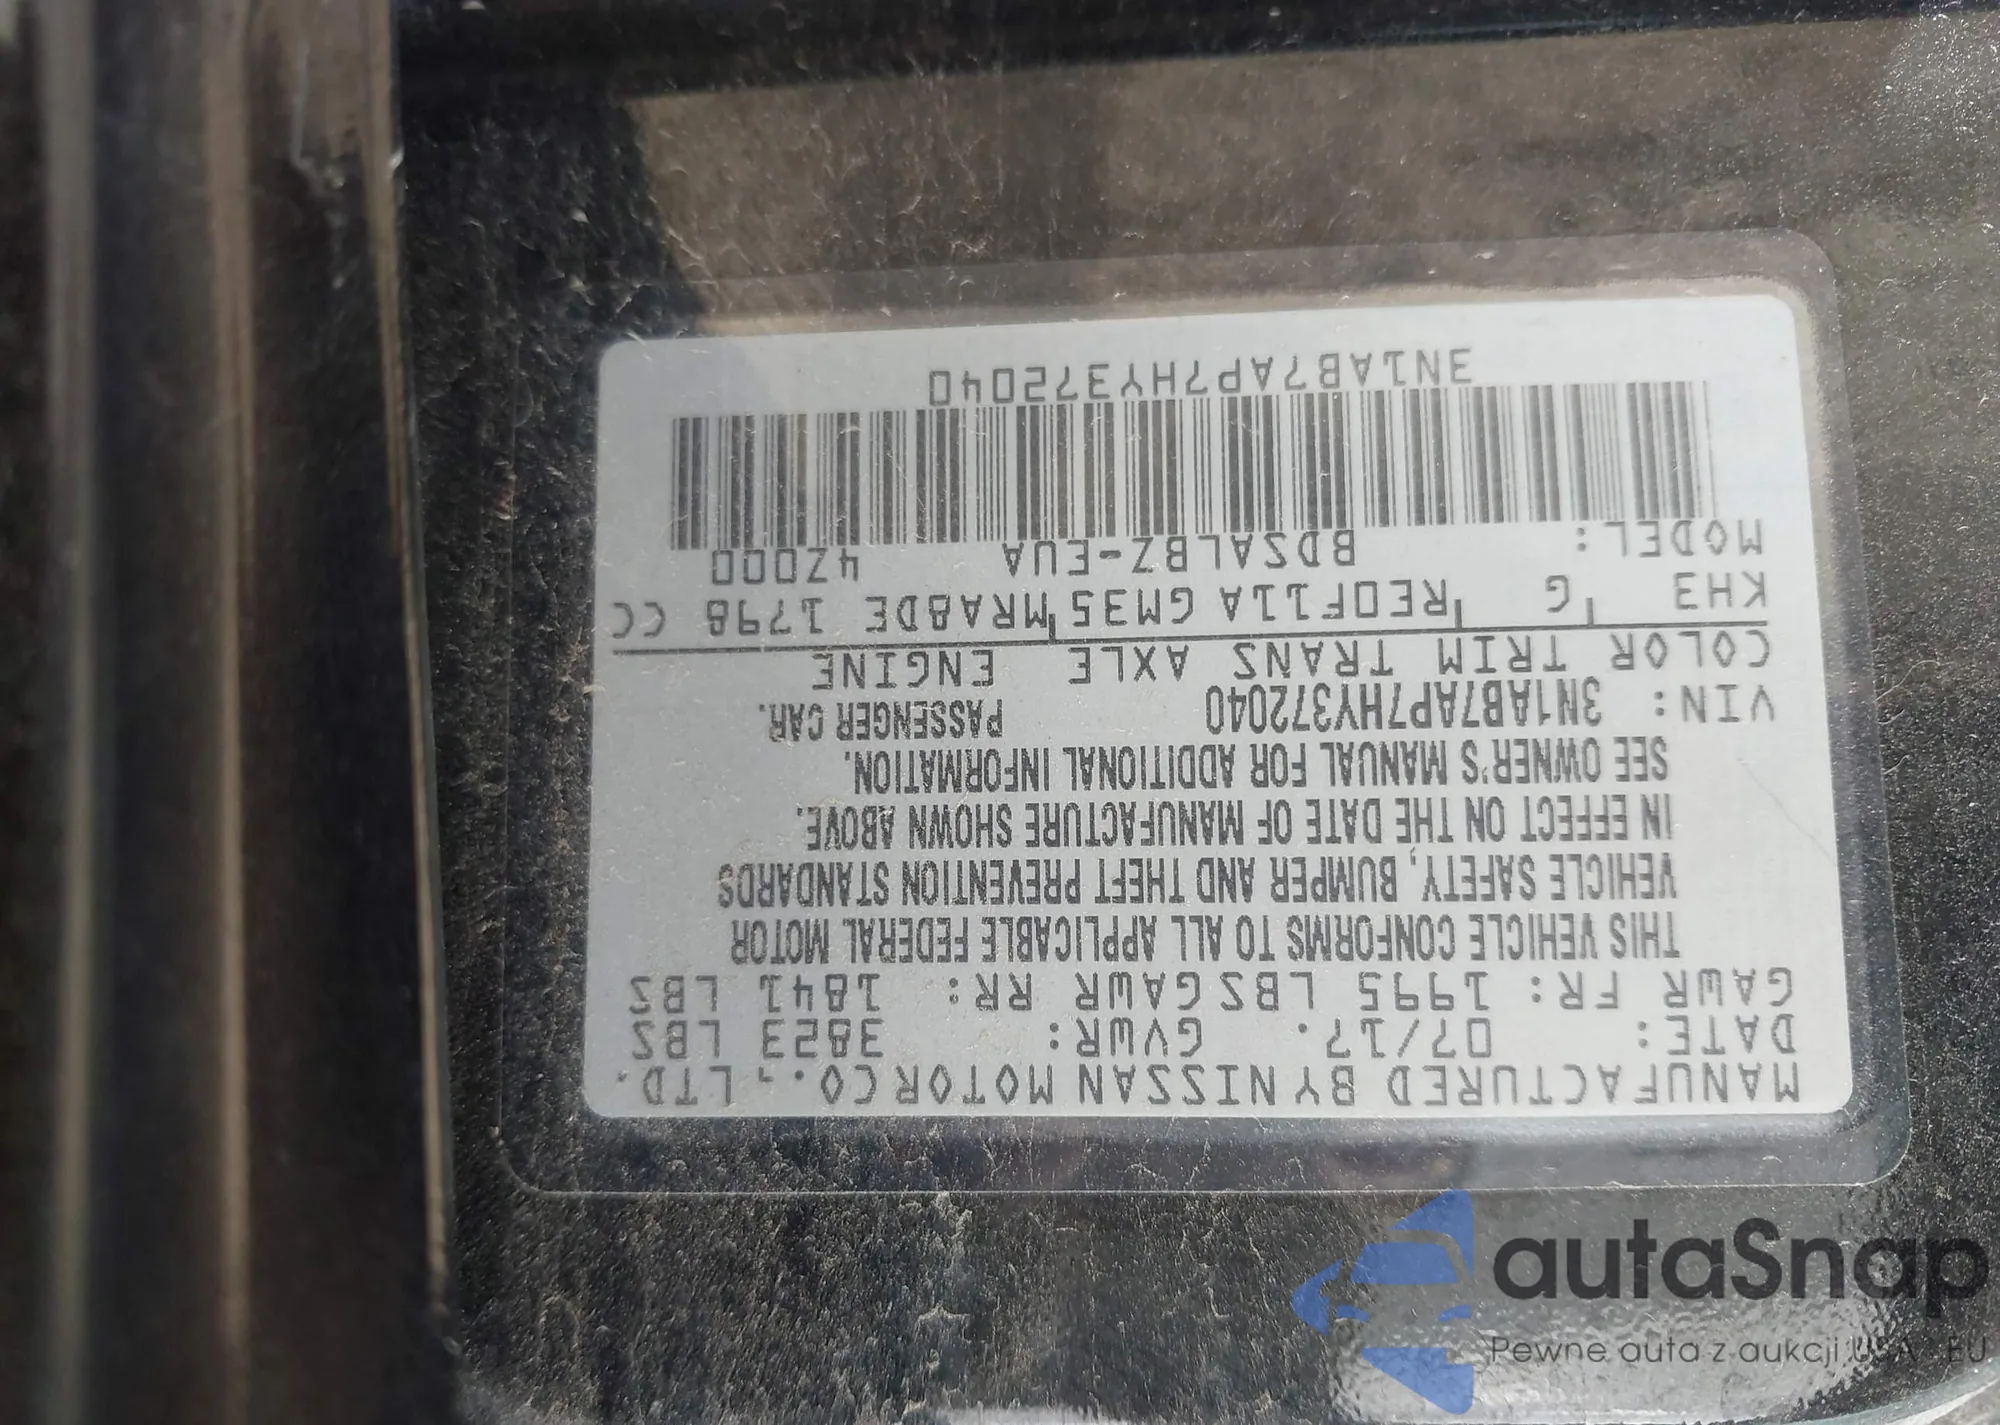 MANUFACTURED BY NISSAN MOTOR CO., LTD.
DATE: 07/17. GVWR: 3823 LBS
GAWR FR: 1995 LBS GAWR RR: 1841 LBS
THIS VEHICLE CONFORMS TO ALL APPLICABLE FEDERAL MOTOR
VEHICLE SAFETY, BUMPER AND THEFT PREVENTION STANDARDS
IN EFFECT ON THE DATE OF MANUFACTURE SHOWN ABOVE.
SEE OWNER'S MANUAL FOR ADDITIONAL INFORMATION.
VIN: 3N1AB7AP7HY372040 PASSENGER CAR.
COLOR TRIM TRANS AXLE ENGINE
KH3 G RE0F11A GM35 MRA8DE 1798 CC
MODEL: BDSALBZ-EUA 4Z000
3N1AB7AP7HY372040
autaSnap
Pewne auta z aukcji USA i EU